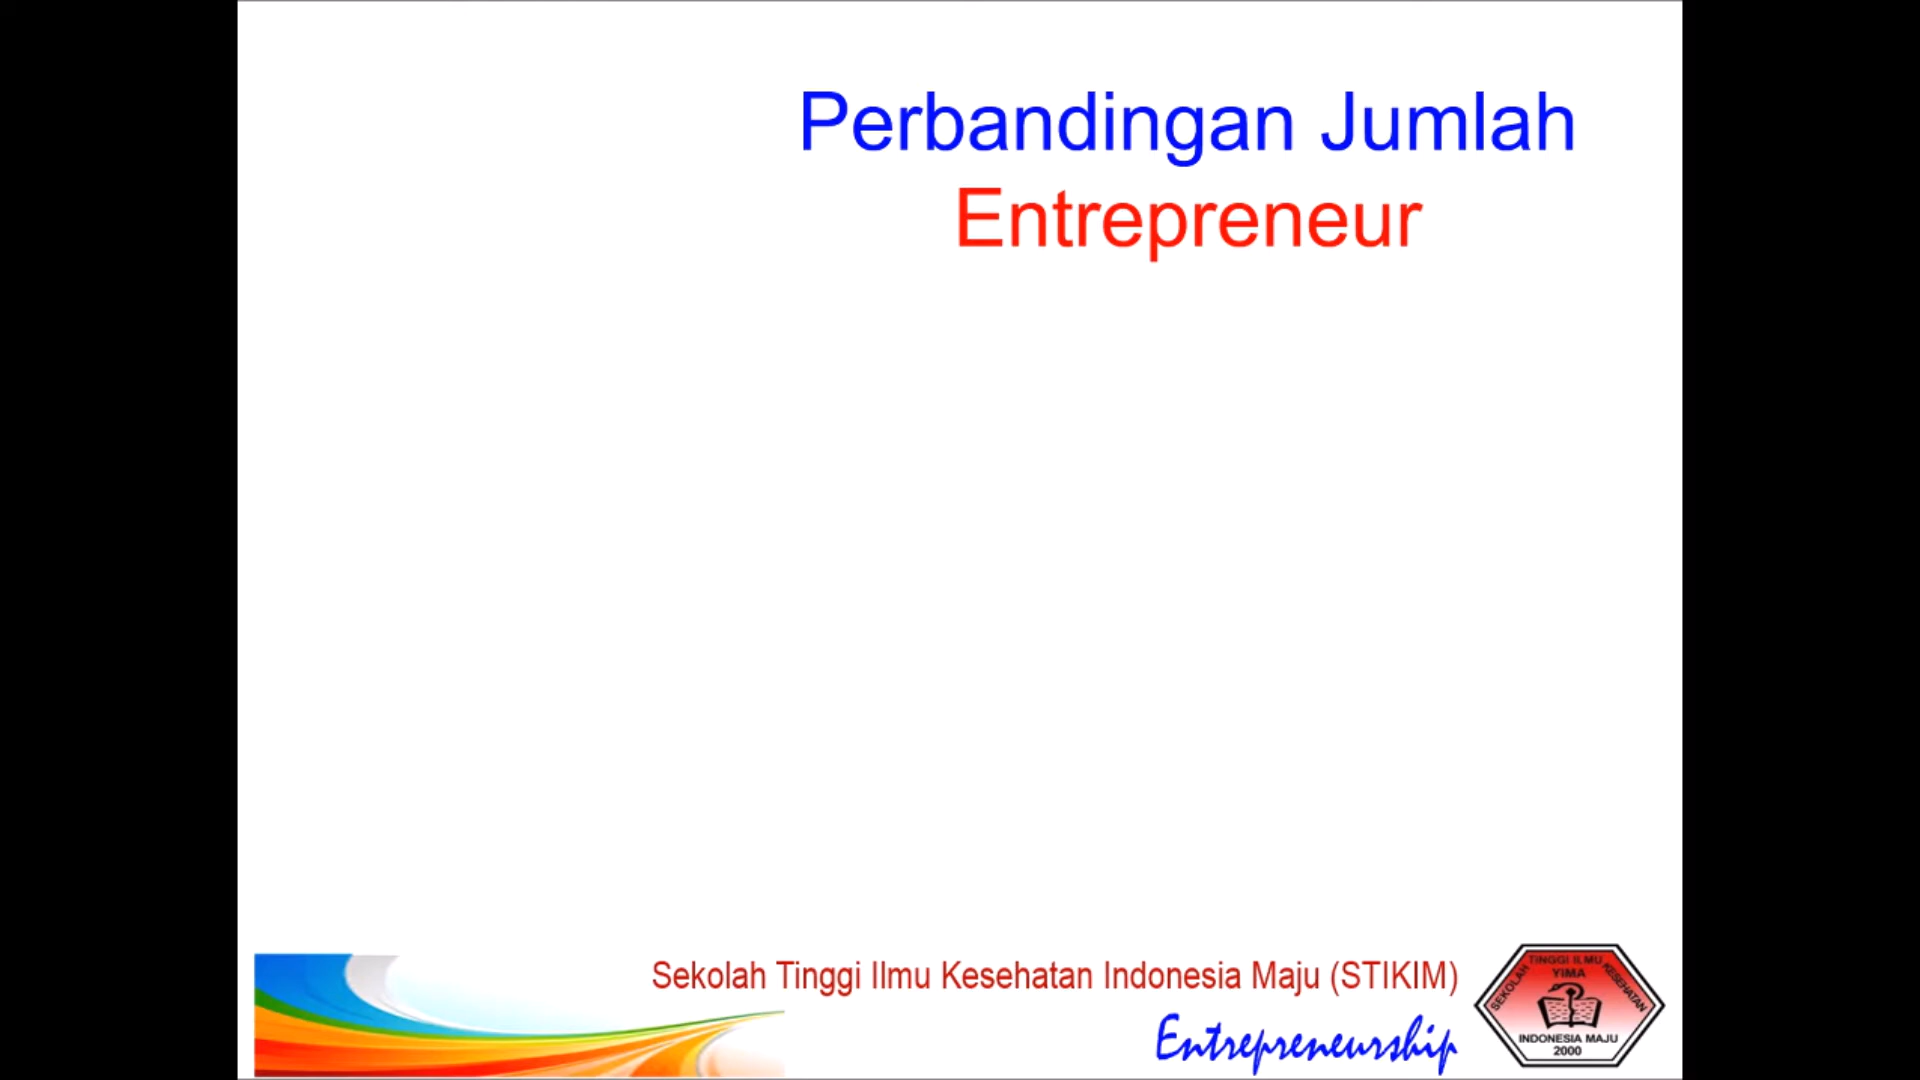 Perbandingan Jumlah
Entrepreneur
Sekolah Tinggi Ilmu Kesehatan Indonesia Maju (STIKIM)
Entrepreneurship
SEKOLAH TINGGI ILMU KESEHATAN
YIMA
INDONESIA MAJU
2000